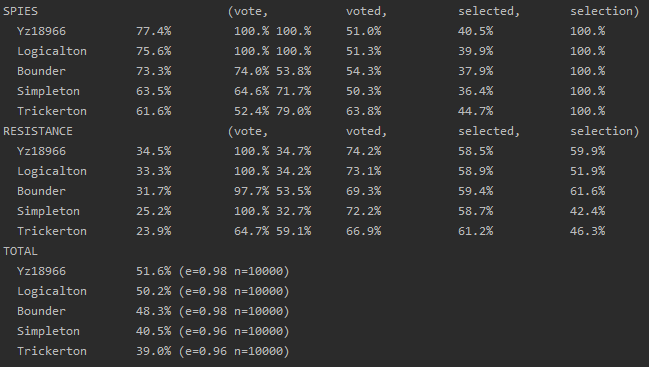 SPIES (vote, voted, selected, selection)
Yz18966 77.4% 100.% 100.% 51.0% 40.5% 100.%
Logicalton 75.6% 100.% 100.% 51.3% 39.9% 100.%
Bounder 73.3% 74.0% 53.8% 54.3% 37.9% 100.%
Simpleton 63.5% 64.6% 71.7% 50.3% 36.4% 100.%
Trickerton 61.6% 52.4% 79.0% 63.8% 44.7% 100.%
RESISTANCE (vote, voted, selected, selection)
Yz18966 34.5% 100.% 34.7% 74.2% 58.5% 59.9%
Logicalton 33.3% 100.% 34.2% 73.1% 58.9% 51.9%
Bounder 31.7% 97.7% 53.5% 69.3% 59.4% 61.6%
Simpleton 25.2% 100.% 32.7% 72.2% 58.7% 42.4%
Trickerton 23.9% 64.7% 59.1% 66.9% 61.2% 46.3%
TOTAL
Yz18966 51.6% (e=0.98 n=10000)
Logicalton 50.2% (e=0.98 n=10000)
Bounder 48.3% (e=0.98 n=10000)
Simpleton 40.5% (e=0.96 n=10000)
Trickerton 39.0% (e=0.96 n=10000)